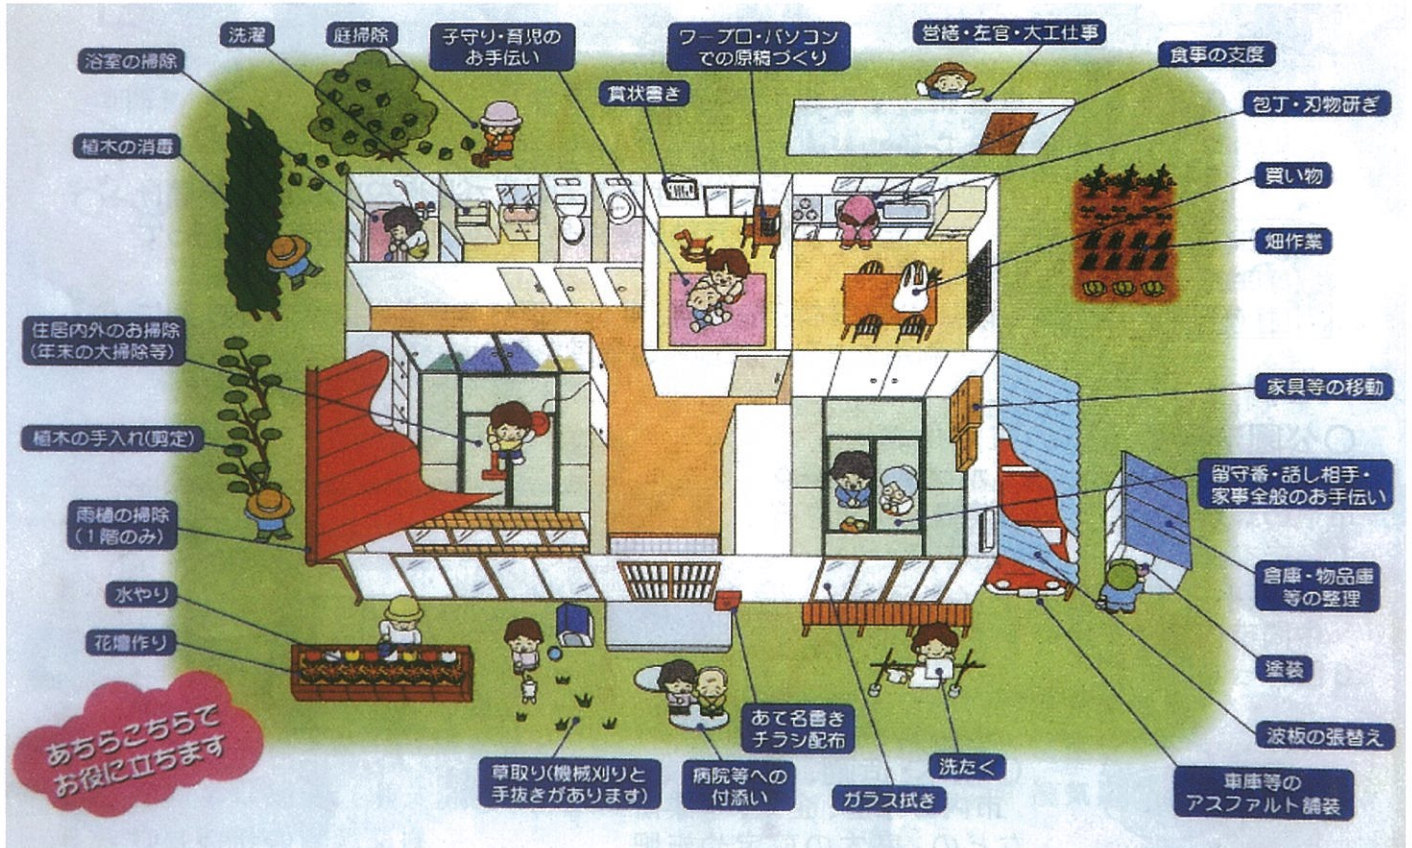 洗濯
庭掃除
子守り・育児の
お手伝い
ワープロ・パソコン
での原稿づくり
営繕・左官・大工仕事
食事の支度
浴室の掃除
賞状書き
包丁・刃物研ぎ
植木の消毒
買い物
畑作業
住居内外のお掃除
(年末の大掃除等)
家具等の移動
植木の手入れ(剪定)
留守番・話し相手・
家事全般のお手伝い
雨樋の掃除
(1階のみ)
倉庫・物品庫
等の整理
水やり
花壇作り
塗装
あちらこちらで
お役に立ちます
あて名書き
チラシ配布
波板の張替え
草取り(機械刈りと
手抜きがあります)
病院等への
付添い
ガラス拭き
洗たく
車庫等の
アスファルト舗装